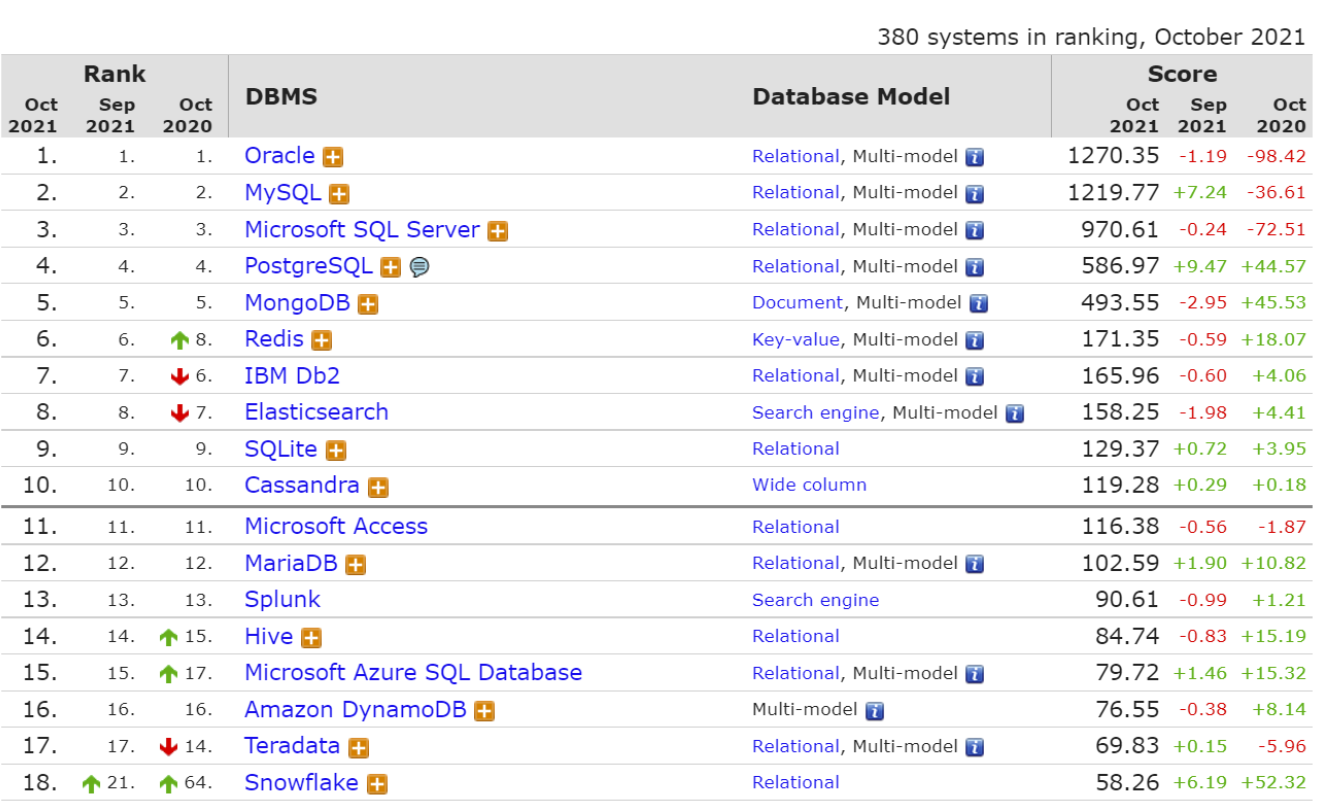 380 systems in ranking, October 2021
Rank DBMS Database Model Score
Oct 2021 Sep 2021 Oct 2020 Oct 2021 Sep 2021 Oct 2020
1. 1. 1. Oracle Relational, Multi-model 1270.35 -1.19 -98.42
2. 2. 2. MySQL Relational, Multi-model 1219.77 +7.24 -36.61
3. 3. 3. Microsoft SQL Server Relational, Multi-model 970.61 -0.24 -72.51
4. 4. 4. PostgreSQL Relational, Multi-model 586.97 +9.47 +44.57
5. 5. 5. MongoDB Document, Multi-model 493.55 -2.95 +45.53
6. 6. 8. Redis Key-value, Multi-model 171.35 -0.59 +18.07
7. 7. 6. IBM Db2 Relational, Multi-model 165.96 -0.60 +4.06
8. 8. 7. Elasticsearch Search engine, Multi-model 158.25 -1.98 +4.41
9. 9. 9. SQLite Relational 129.37 +0.72 +3.95
10. 10. 10. Cassandra Wide column 119.28 +0.29 +0.18
11. 11. 11. Microsoft Access Relational 116.38 -0.56 -1.87
12. 12. 12. MariaDB Relational, Multi-model 102.59 +1.90 +10.82
13. 13. 13. Splunk Search engine 90.61 -0.99 +1.21
14. 14. 15. Hive Relational 84.74 -0.83 +15.19
15. 15. 17. Microsoft Azure SQL Database Relational, Multi-model 79.72 +1.46 +15.32
16. 16. 16. Amazon DynamoDB Multi-model 76.55 -0.38 +8.14
17. 17. 14. Teradata Relational, Multi-model 69.83 +0.15 -5.96
18. 21. 64. Snowflake Relational 58.26 +6.19 +52.32